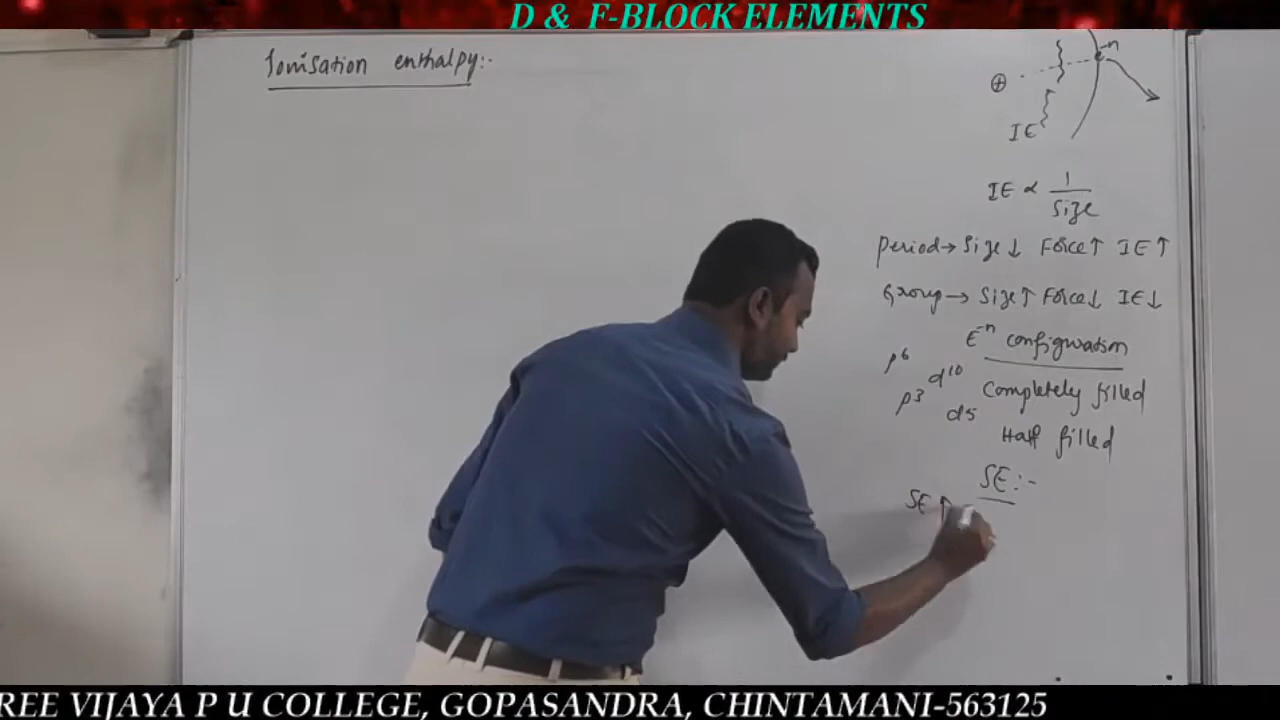 D & F-BLOCK ELEMENTS
Ionisation enthalpy:-
-n
⊕
IE
IE ∝ 1/Size
Period → Size ↓ Force ↑ IE ↑
Group → Size ↑ Force ↓ IE ↓
E⁻ⁿ configuration
p⁶ d¹⁰ Completely filled
p³ d5 Half filled
SE:-
SE ↑
REE VIJAYA P U COLLEGE, GOPASANDRA, CHINTAMANI-563125